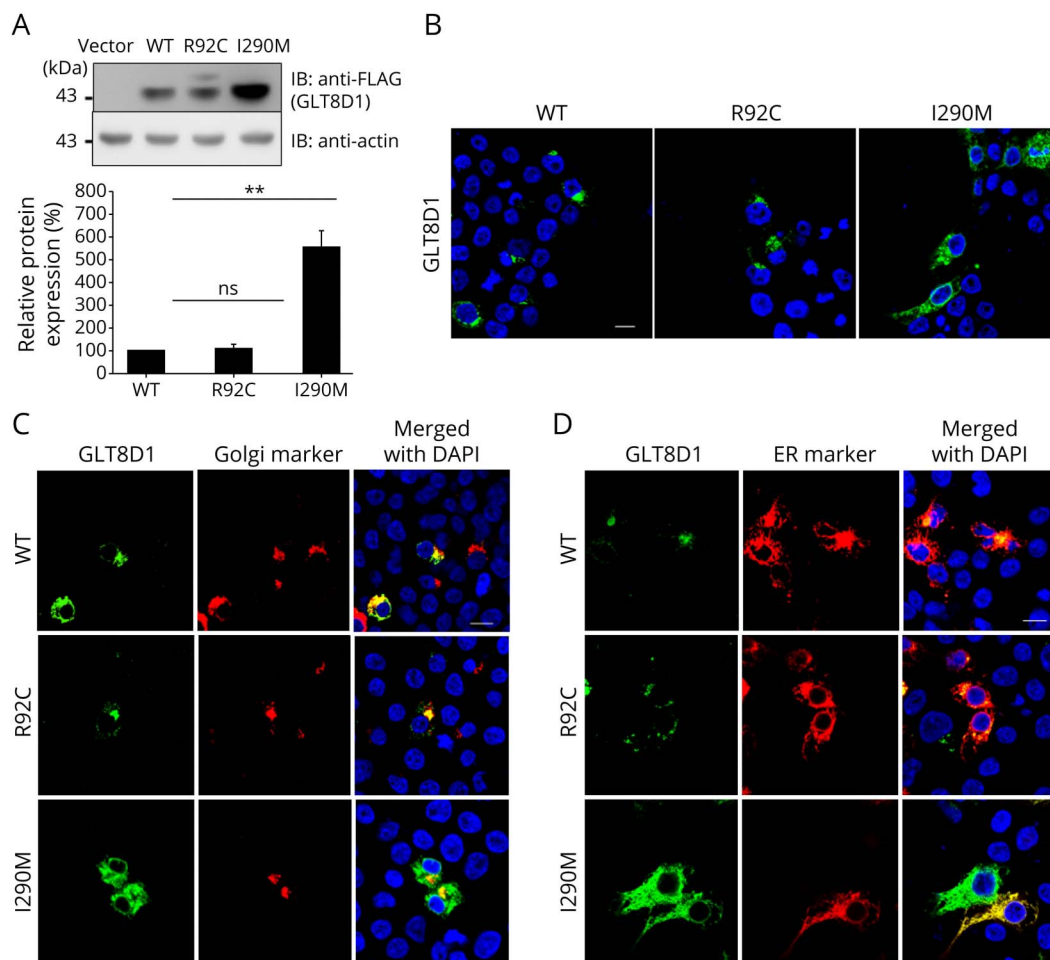 A
Vector WT R92C I290M
(kDa)
43
IB: anti-FLAG
(GLT8D1)
43
IB: anti-actin
Relative protein
expression (%)
800
700
600
500
400
300
200
100
0
**
ns
WT R92C I290M
B
WT R92C I290M
GLT8D1
C
GLT8D1 Golgi marker Merged
with DAPI
WT
R92C
I290M
D
GLT8D1 ER marker Merged
with DAPI
WT
R92C
I290M